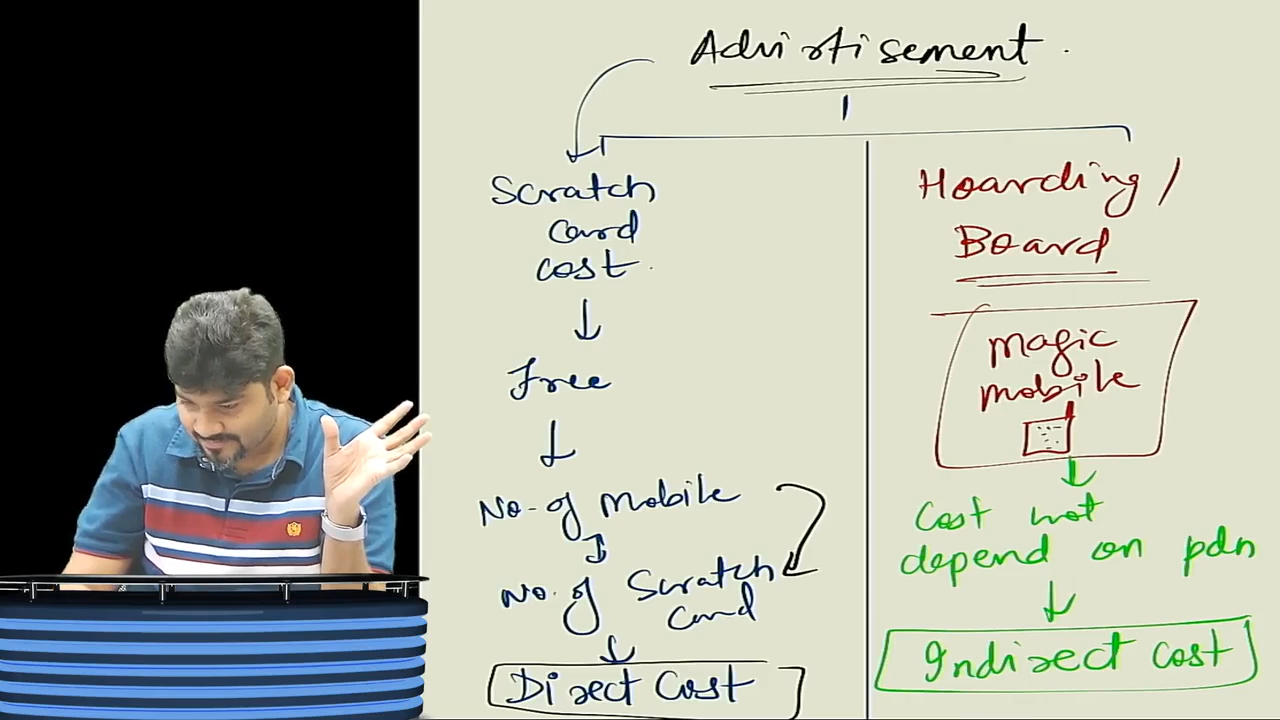 Advirtisement.
Scratch
card
cost.
Free
No. of mobile
No. of Scratch
Card
Direct Cost
Hoarding /
Board
Magic
mobile
Cost not
depend on pdn
Indirect cost